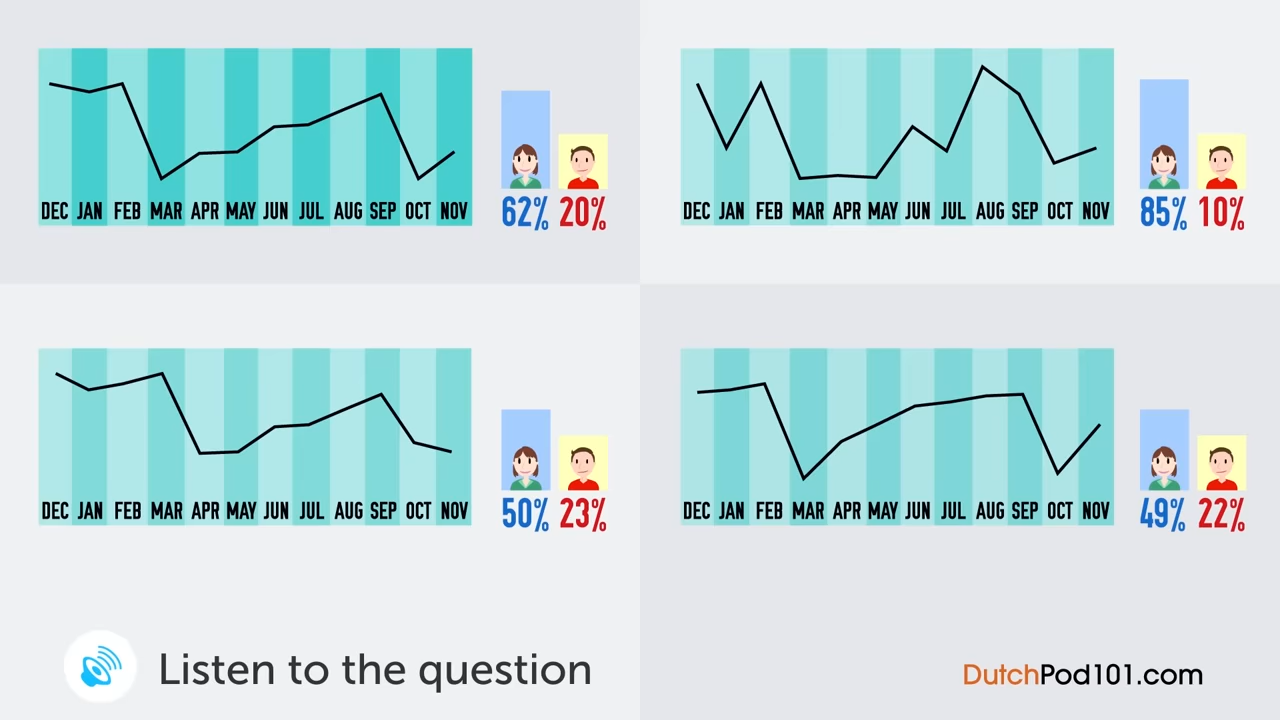 DEC JAN FEB MAR APR MAY JUN JUL AUG SEP OCT NOV
62% 20%
DEC JAN FEB MAR APR MAY JUN JUL AUG SEP OCT NOV
85% 10%
DEC JAN FEB MAR APR MAY JUN JUL AUG SEP OCT NOV
50% 23%
DEC JAN FEB MAR APR MAY JUN JUL AUG SEP OCT NOV
49% 22%
Listen to the question
DutchPod101.com